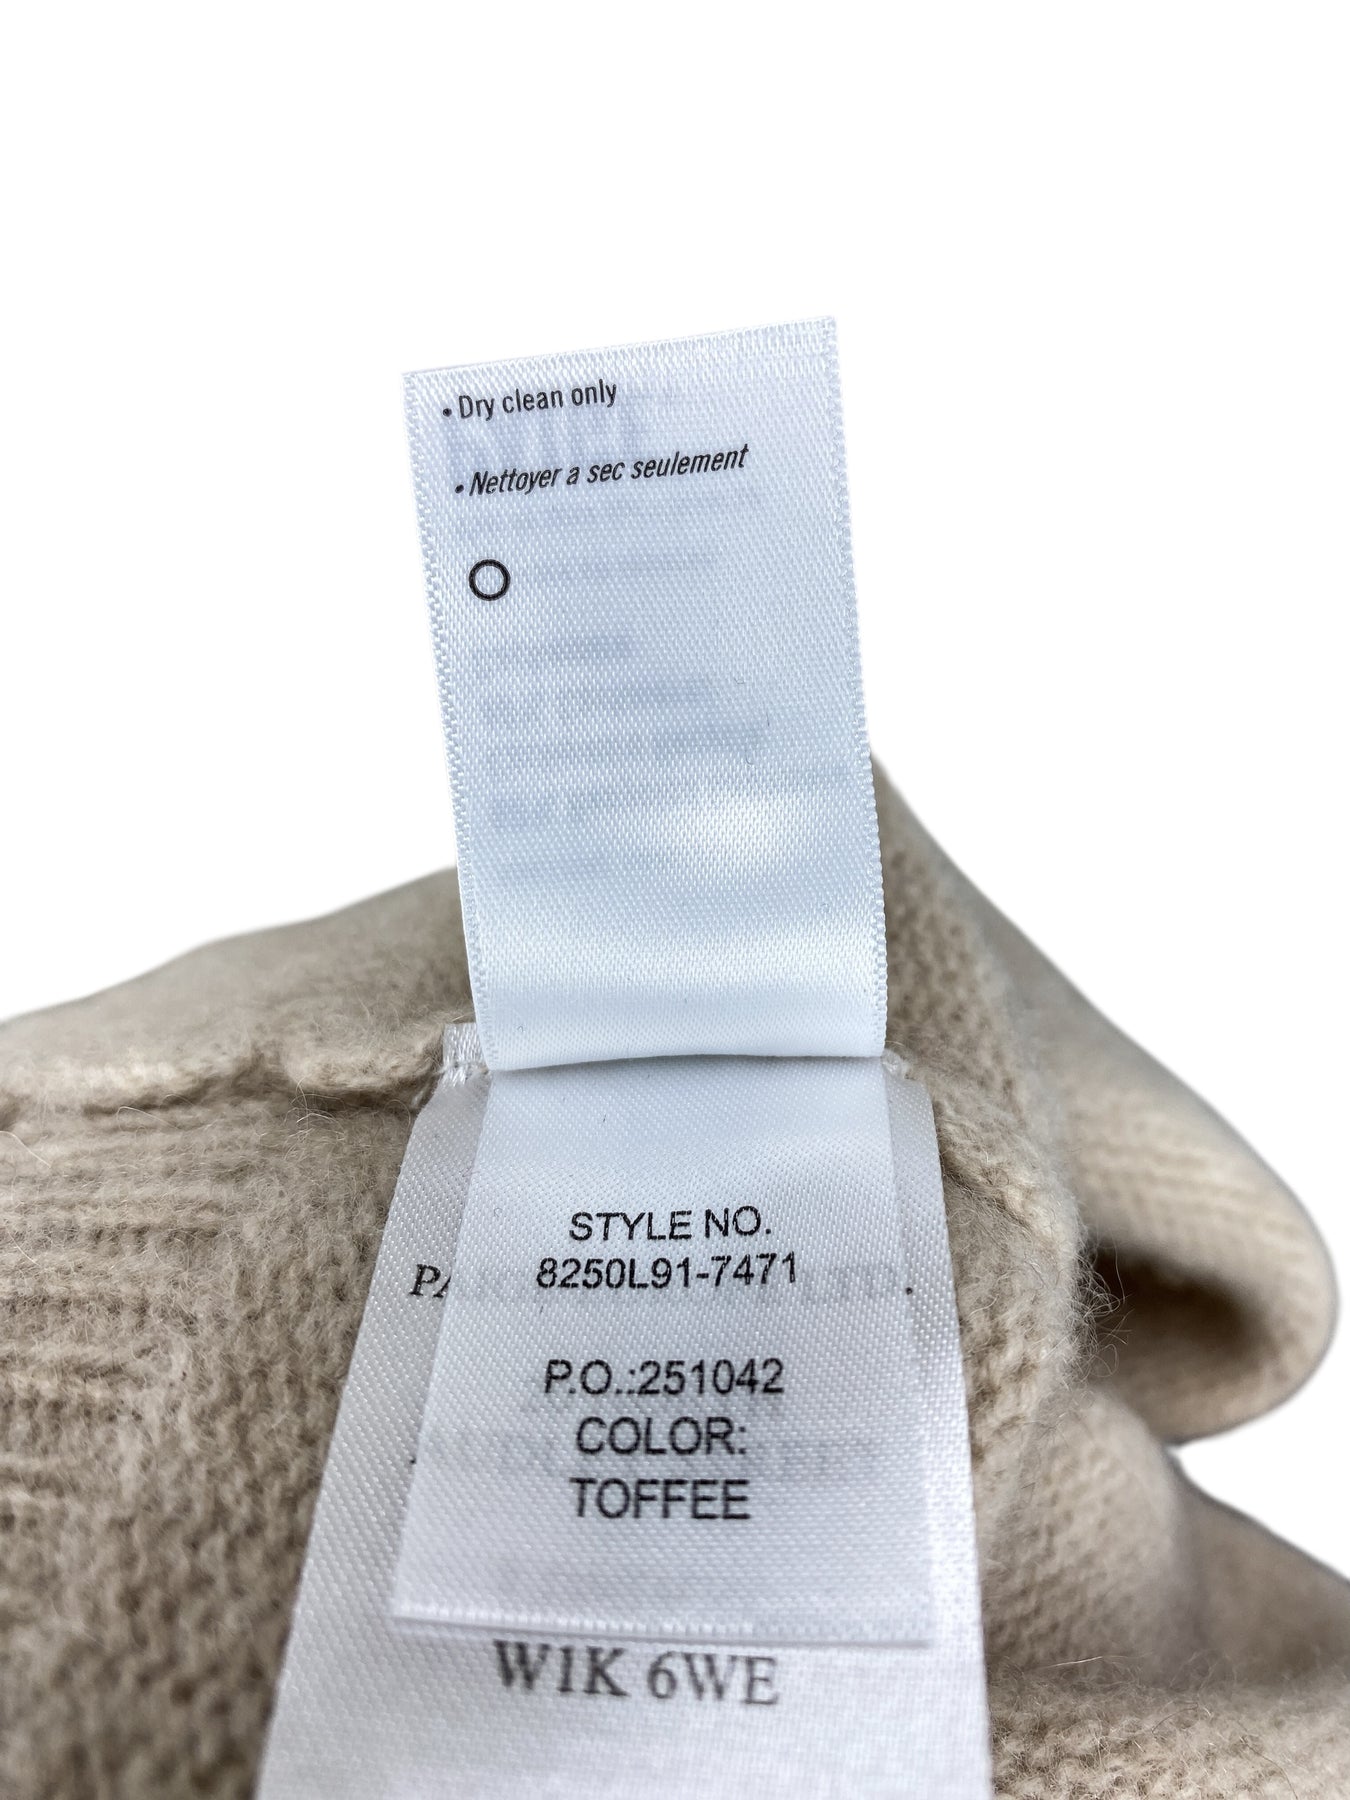 • Dry clean only
• Nettoyer a sec seulement
STYLE NO.
8250L91-7471
P.O.:251042
COLOR:
TOFFEE
W1K 6WE